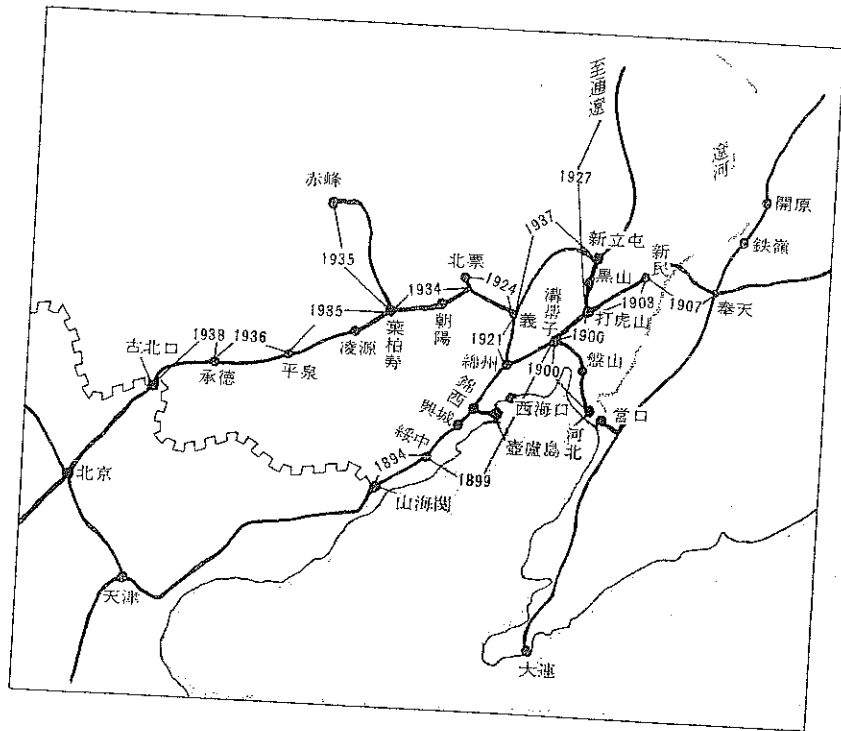 至通遼
遼河
1927
赤峰
開原
1937
新立屯
新民
鉄嶺
1935
北票
1924
黒山
溝帮子
1903
1907
奉天
1934
義
打虎山
朝陽
葉柏寿
1935
凌源
1938
1936
古北口
承徳
平泉
1921
錦州
1900
盤山
1900
錦西
西海口
営口
興城
河北
壺盧島
綏中
1894
1899
北京
山海関
天津
大連